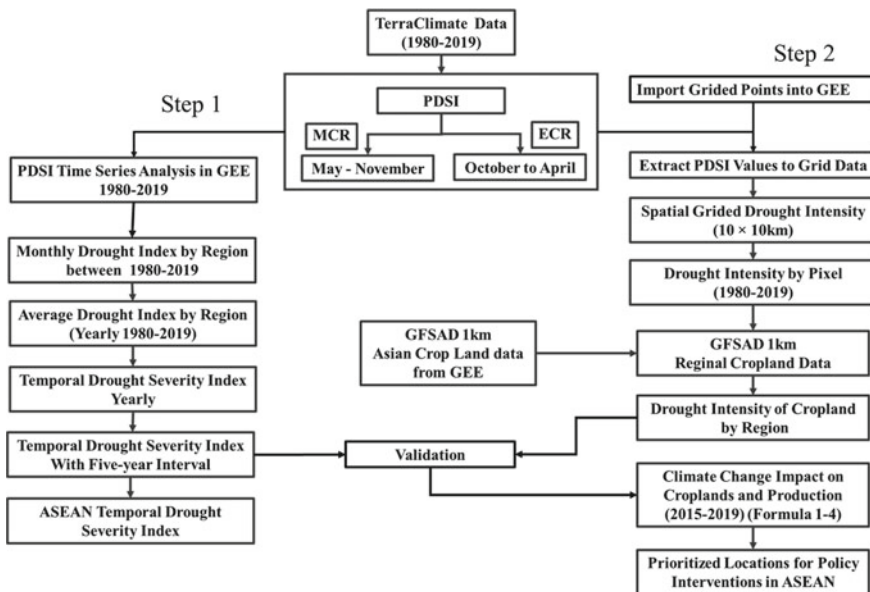 TerraClimate Data
(1980-2019)
Step 2
Step 1
PDSI
MCR
ECR
May - November
October to April
Import Grided Points into GEE
PDSI Time Series Analysis in GEE
1980-2019
Extract PDSI Values to Grid Data
Monthly Drought Index by Region
between 1980-2019
Spatial Grided Drought Intensity
(10 × 10km)
Average Drought Index by Region
(Yearly 1980-2019)
Drought Intensity by Pixel
(1980-2019)
GFSAD 1km
Asian Crop Land data
from GEE
GFSAD 1km
Reginal Cropland Data
Temporal Drought Severity Index
Yearly
Drought Intensity of Cropland
by Region
Temporal Drought Severity Index
With Five-year Interval
Validation
Climate Change Impact on
Croplands and Production
(2015-2019) (Formula 1-4)
ASEAN Temporal Drought
Severity Index
Prioritized Locations for Policy
Interventions in ASEAN